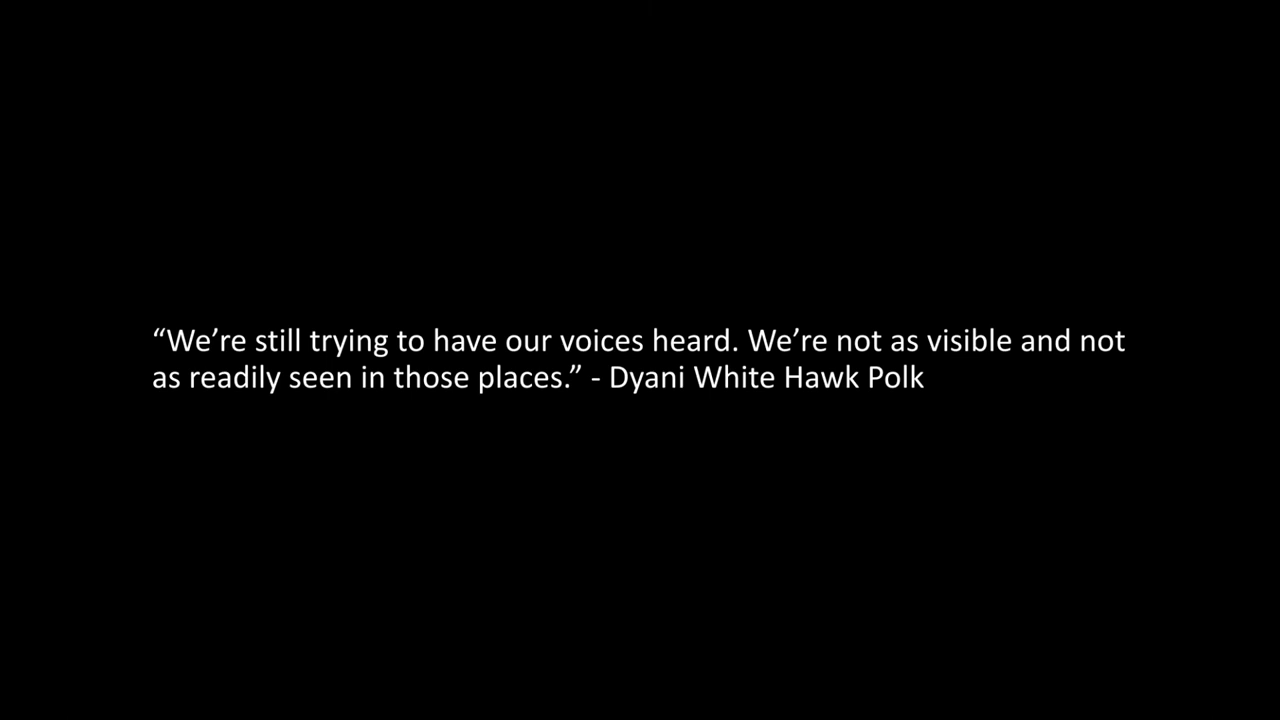 “We’re still trying to have our voices heard. We’re not as visible and not
as readily seen in those places.” - Dyani White Hawk Polk